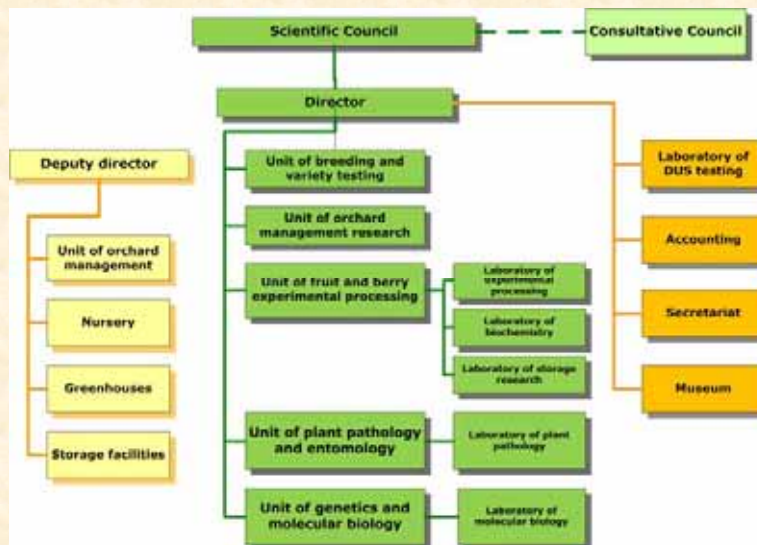 Scientific Council
Consultative Council
Director
Deputy director
Unit of orchard
management
Nursery
Greenhouses
Storage facilities
Unit of breeding and
variety testing
Unit of orchard
management research
Unit of fruit and berry
experimental processing
Laboratory of
experimental
processing
Laboratory of
biochemistry
Laboratory of storage
research
Unit of plant pathology
and entomology
Laboratory of plant
pathology
Unit of genetics and
molecular biology
Laboratory of
molecular biology
Laboratory of
DUS testing
Accounting
Secretariat
Museum